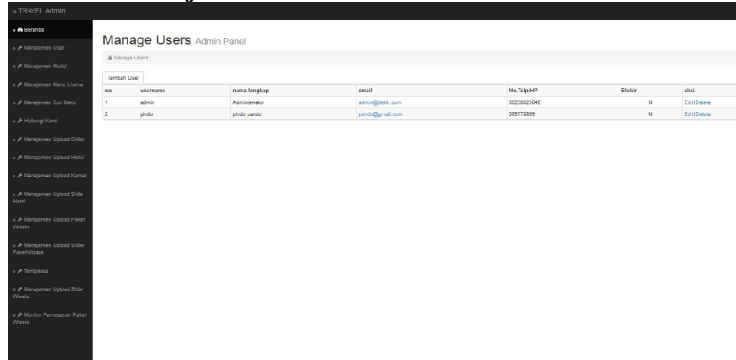 TRAVEL Admin
Beranda
Manajemen User
Manajemen Modul
Manajemen Menu Utama
Manajemen Sub Menu
Hubungi Kami
Manajemen Upload Slider
Manajemen Upload Hotel
Manajemen Upload Kamar
Manajemen Upload Slide
Hotel
Manajemen Upload Paket
Wisata
Manajemen Upload Slider
PaketWisata
Templates
Manajemen Upload Slide
Wisata
Monitor Pemesanan Paket
Wisata
Manage Users Admin Panel
Manage Users
Tambah User
no username nama lengkap email No.Telp/HP Blokir aksi
1 admin Administrator N Edit|Delete
2 N Edit|Delete